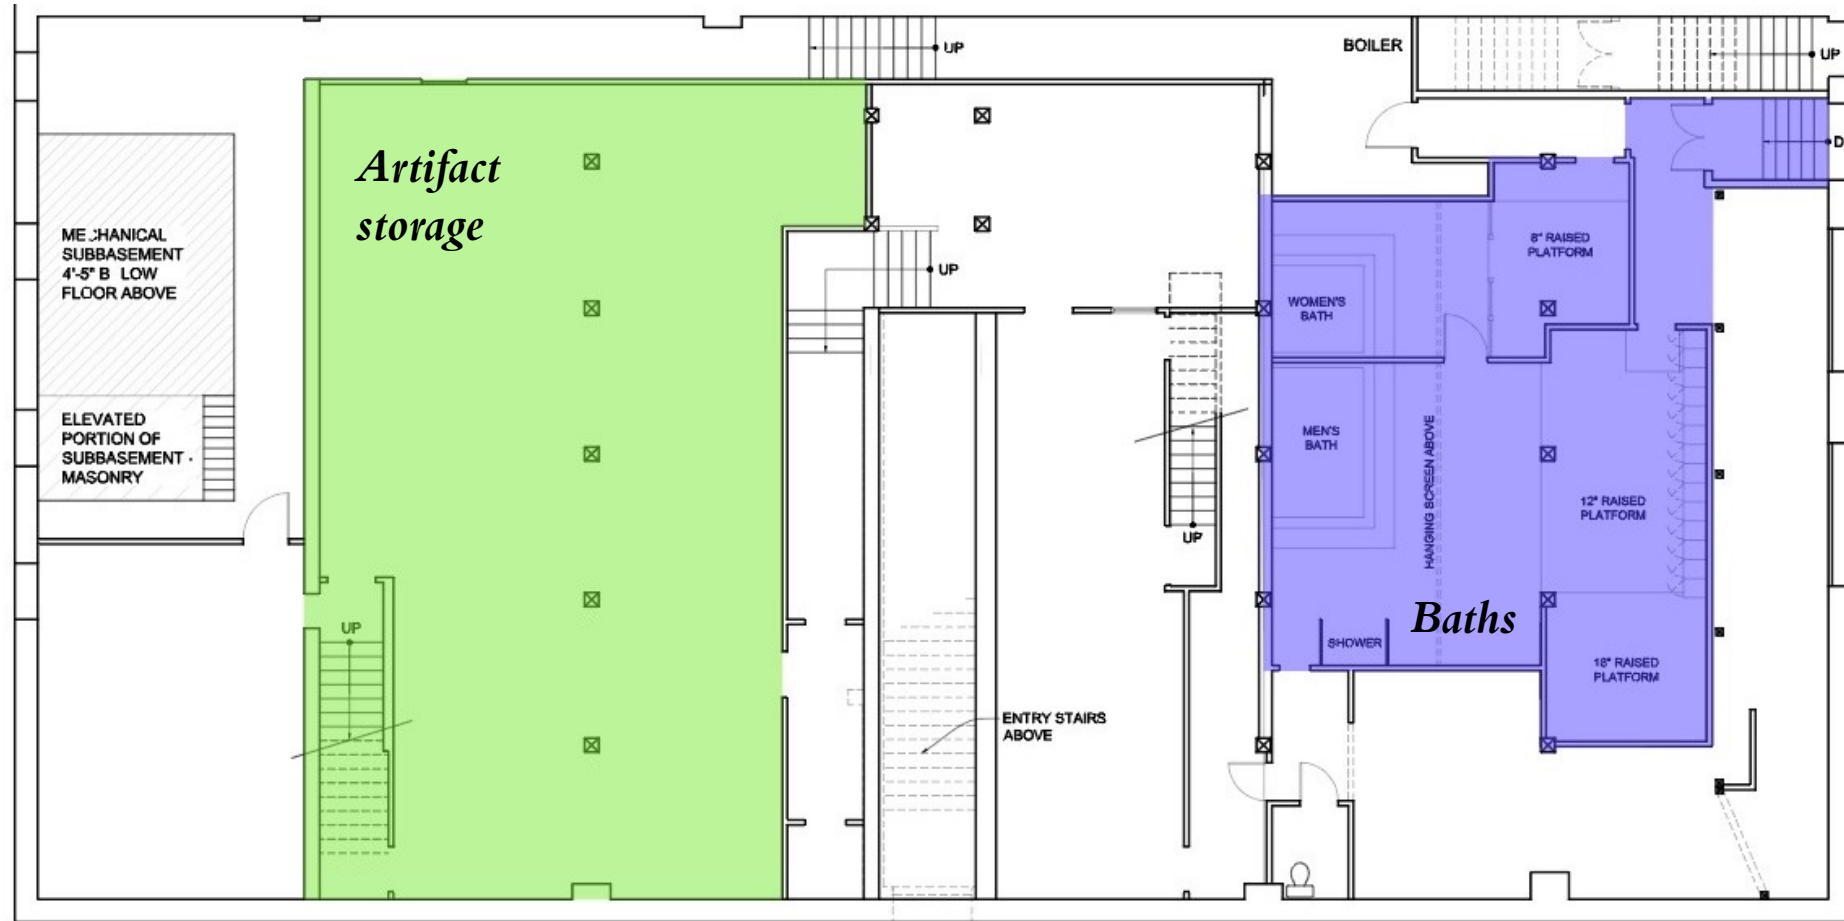 UP
BOILER
UP
D
Artifact
storage
ME HANICAL
SUBBASEMENT
4'-5" B LOW
FLOOR ABOVE
8" RAISED
PLATFORM
UP
WOMEN'S
BATH
ELEVATED
PORTION OF
SUBBASEMENT -
MASONRY
MEN'S
BATH
HANGING SCREEN ABOVE
12" RAISED
PLATFORM
UP
UP
Baths
SHOWER
18" RAISED
PLATFORM
ENTRY STAIRS
ABOVE